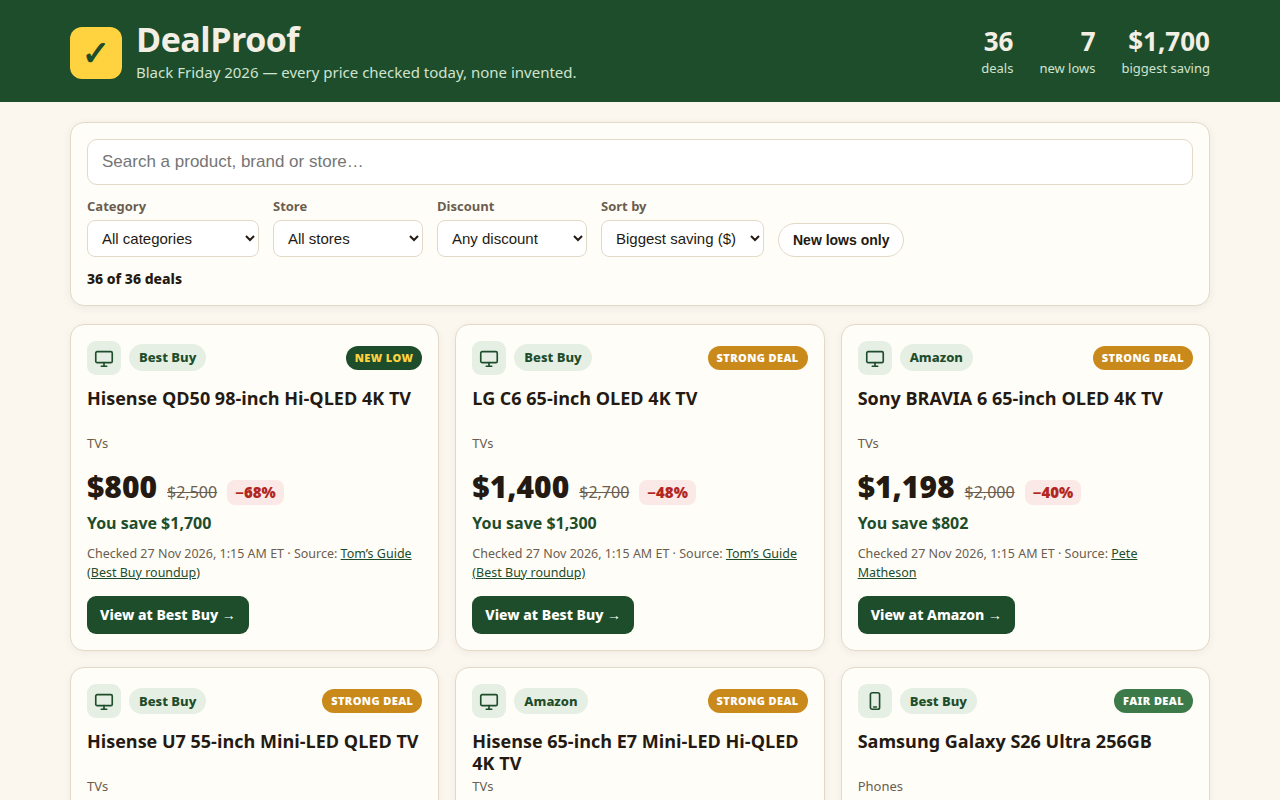 ✓ DealProof
Black Friday 2026 — every price checked today, none invented.
36 7 $1,700
deals new lows biggest saving
Search a product, brand or store…
Category Store Discount Sort by
All categories All stores Any discount Biggest saving ($) New lows only
36 of 36 deals
Best Buy NEW LOW
Hisense QD50 98-inch Hi-QLED 4K TV
TVs
$800 $2,500 −68%
You save $1,700
Checked 27 Nov 2026, 1:15 AM ET · Source: Tom's Guide
(Best Buy roundup)
View at Best Buy →
Best Buy STRONG DEAL
LG C6 65-inch OLED 4K TV
TVs
$1,400 $2,700 −48%
You save $1,300
Checked 27 Nov 2026, 1:15 AM ET · Source: Tom's Guide
(Best Buy roundup)
View at Best Buy →
Amazon STRONG DEAL
Sony BRAVIA 6 65-inch OLED 4K TV
TVs
$1,198 $2,000 −40%
You save $802
Checked 27 Nov 2026, 1:15 AM ET · Source: Pete
Matheson
View at Amazon →
Best Buy STRONG DEAL
Hisense U7 55-inch Mini-LED QLED TV
TVs
Amazon STRONG DEAL
Hisense 65-inch E7 Mini-LED Hi-QLED
4K TV
TVs
Best Buy FAIR DEAL
Samsung Galaxy S26 Ultra 256GB
Phones